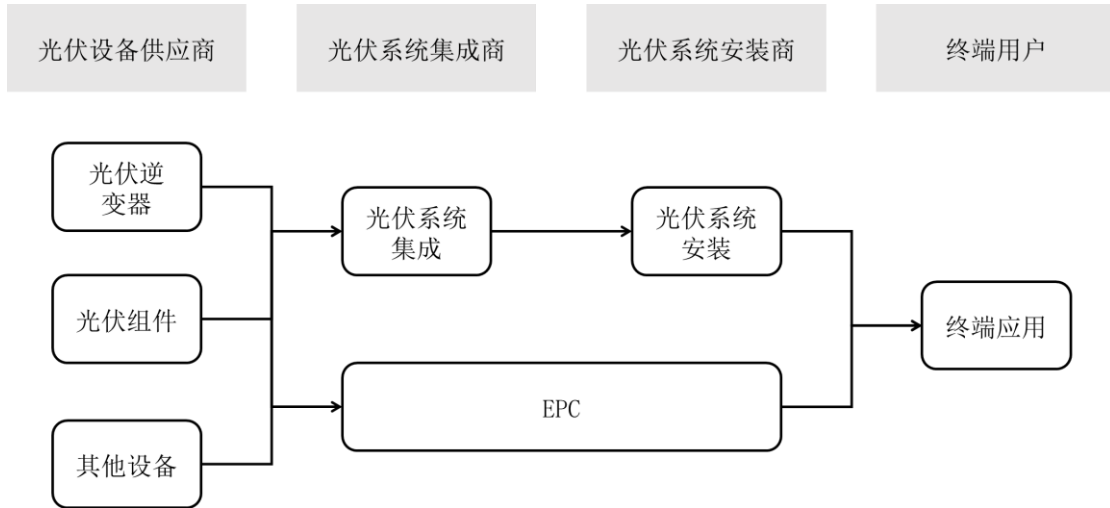 光伏设备供应商
光伏系统集成商
光伏系统安装商
终端用户
光伏逆
变器
光伏系统
集成
光伏系统
安装
光伏组件
终端应用
EPC
其他设备